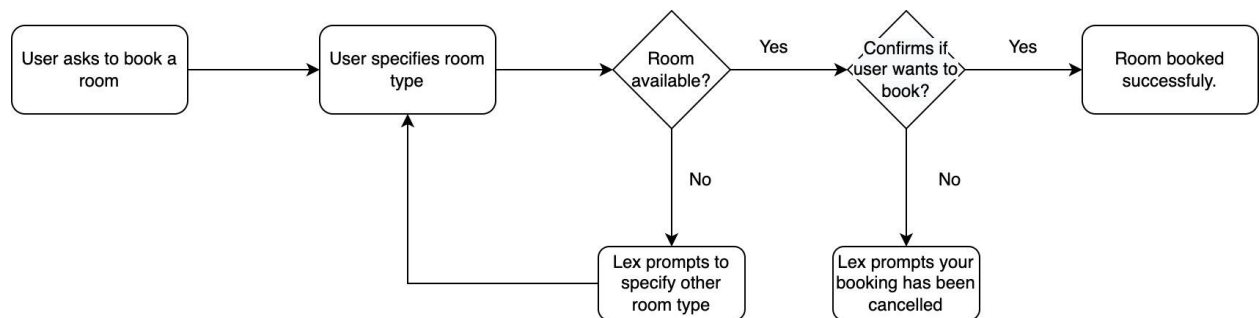 User asks to book a
room
User specifies room
type
Room
available?
Yes
Confirms if
user wants to
book?
Yes
Room booked
successfuly.
No
No
Lex prompts to
specify other
room type
Lex prompts your
booking has been
cancelled